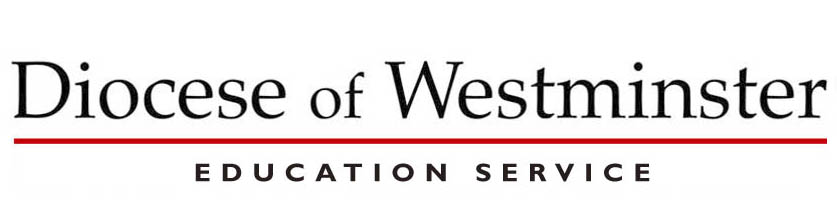 Diocese of Westminster
EDUCATION SERVICE